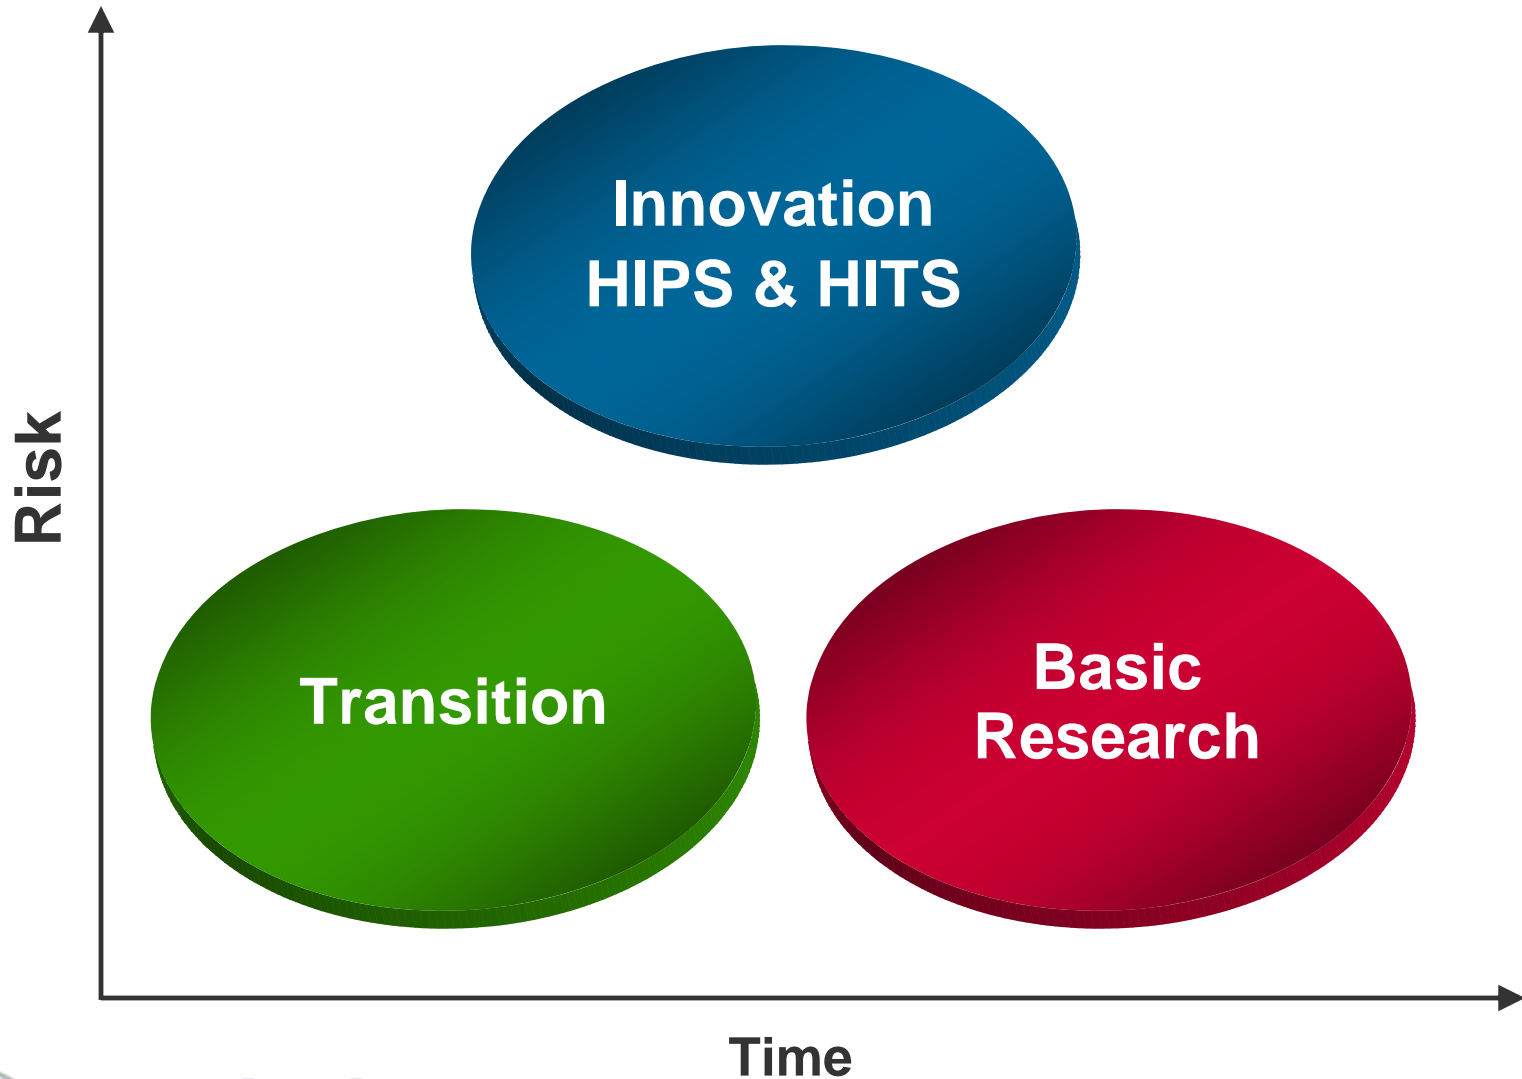 Innovation
HIPS & HITS
Risk
Transition
Basic
Research
Time